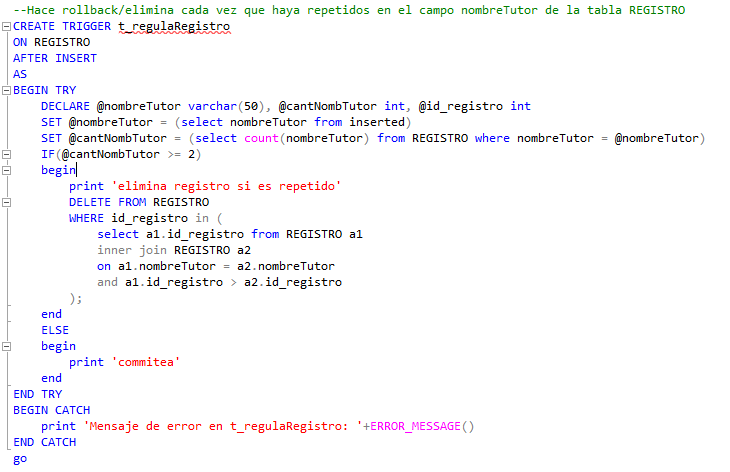 --Hace rollback/elimina cada vez que haya repetidos en el campo nombreTutor de la tabla REGISTRO
CREATE TRIGGER t_regulaRegistro
ON REGISTRO
AFTER INSERT
AS
BEGIN TRY
    DECLARE @nombreTutor varchar(50), @cantNombTutor int, @id_registro int
    SET @nombreTutor = (select nombreTutor from inserted)
    SET @cantNombTutor = (select count(nombreTutor) from REGISTRO where nombreTutor = @nombreTutor)
    IF(@cantNombTutor >= 2)
    begin
        print 'elimina registro si es repetido'
        DELETE FROM REGISTRO
        WHERE id_registro in (
            select a1.id_registro from REGISTRO a1
            inner join REGISTRO a2
            on a1.nombreTutor = a2.nombreTutor
            and a1.id_registro > a2.id_registro
        );
    end
    ELSE
    begin
        print 'commitea'
    end
END TRY
BEGIN CATCH
    print 'Mensaje de error en t_regulaRegistro: '+ERROR_MESSAGE()
END CATCH
go